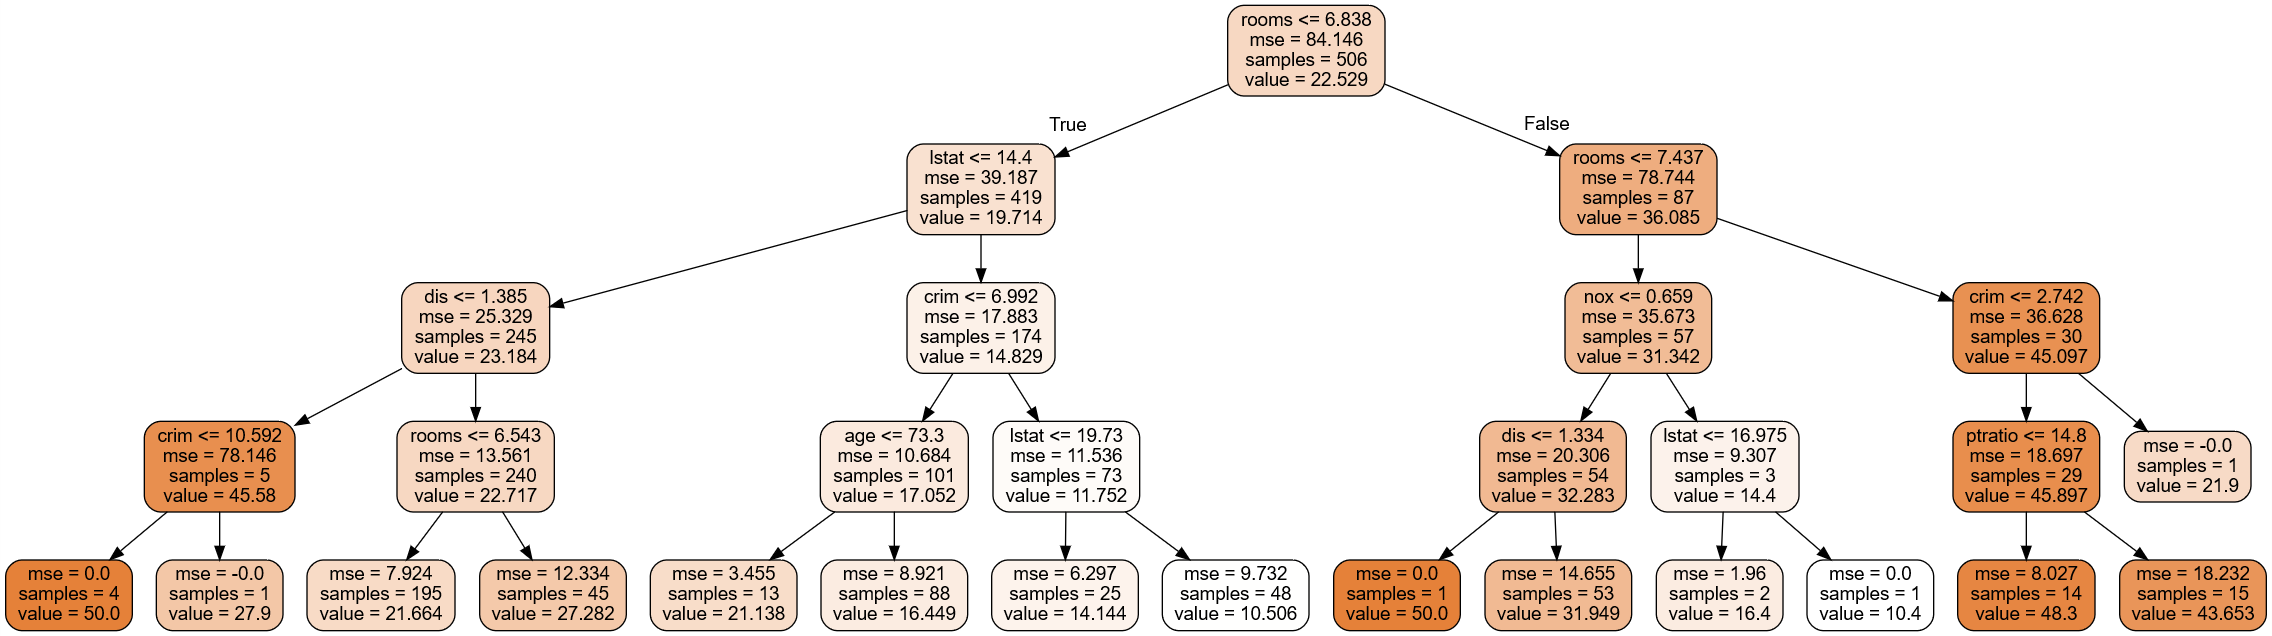 rooms <= 6.838
mse = 84.146
samples = 506
value = 22.529
True
False
lstat <= 14.4
mse = 39.187
samples = 419
value = 19.714
rooms <= 7.437
mse = 78.744
samples = 87
value = 36.085
dis <= 1.385
mse = 25.329
samples = 245
value = 23.184
crim <= 6.992
mse = 17.883
samples = 174
value = 14.829
nox <= 0.659
mse = 35.673
samples = 57
value = 31.342
crim <= 2.742
mse = 36.628
samples = 30
value = 45.097
crim <= 10.592
mse = 78.146
samples = 5
value = 45.58
rooms <= 6.543
mse = 13.561
samples = 240
value = 22.717
age <= 73.3
mse = 10.684
samples = 101
value = 17.052
lstat <= 19.73
mse = 11.536
samples = 73
value = 11.752
dis <= 1.334
mse = 20.306
samples = 54
value = 32.283
lstat <= 16.975
mse = 9.307
samples = 3
value = 14.4
ptratio <= 14.8
mse = 18.697
samples = 29
value = 45.897
mse = -0.0
samples = 1
value = 21.9
mse = 0.0
samples = 4
value = 50.0
mse = -0.0
samples = 1
value = 27.9
mse = 7.924
samples = 195
value = 21.664
mse = 12.334
samples = 45
value = 27.282
mse = 3.455
samples = 13
value = 21.138
mse = 8.921
samples = 88
value = 16.449
mse = 6.297
samples = 25
value = 14.144
mse = 9.732
samples = 48
value = 10.506
mse = 0.0
samples = 1
value = 50.0
mse = 14.655
samples = 53
value = 31.949
mse = 1.96
samples = 2
value = 16.4
mse = 0.0
samples = 1
value = 10.4
mse = 8.027
samples = 14
value = 48.3
mse = 18.232
samples = 15
value = 43.653